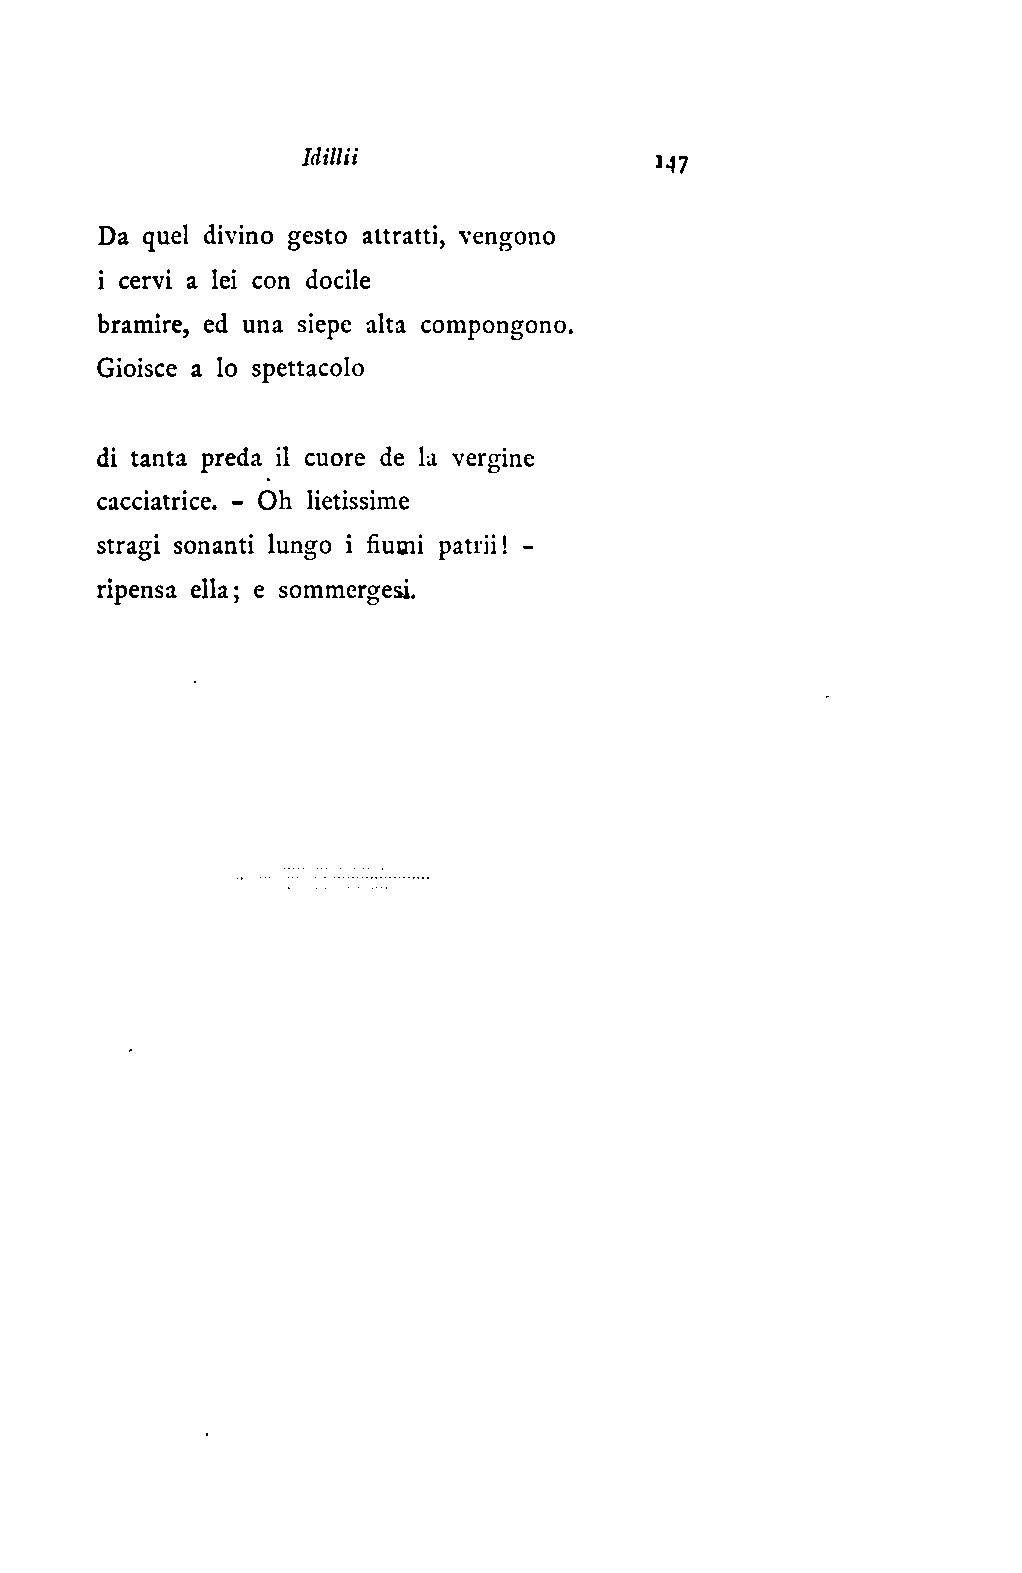 Idillii 147
Da quel divino gesto attratti, vengono
i cervi a lei con docile
bramire, ed una siepe alta compongono.
Gioisce a lo spettacolo
di tanta preda il cuore de la vergine
cacciatrice. – Oh lietissime
stragi sonanti lungo i fiumi patrii! –
ripensa ella; e sommergesi.